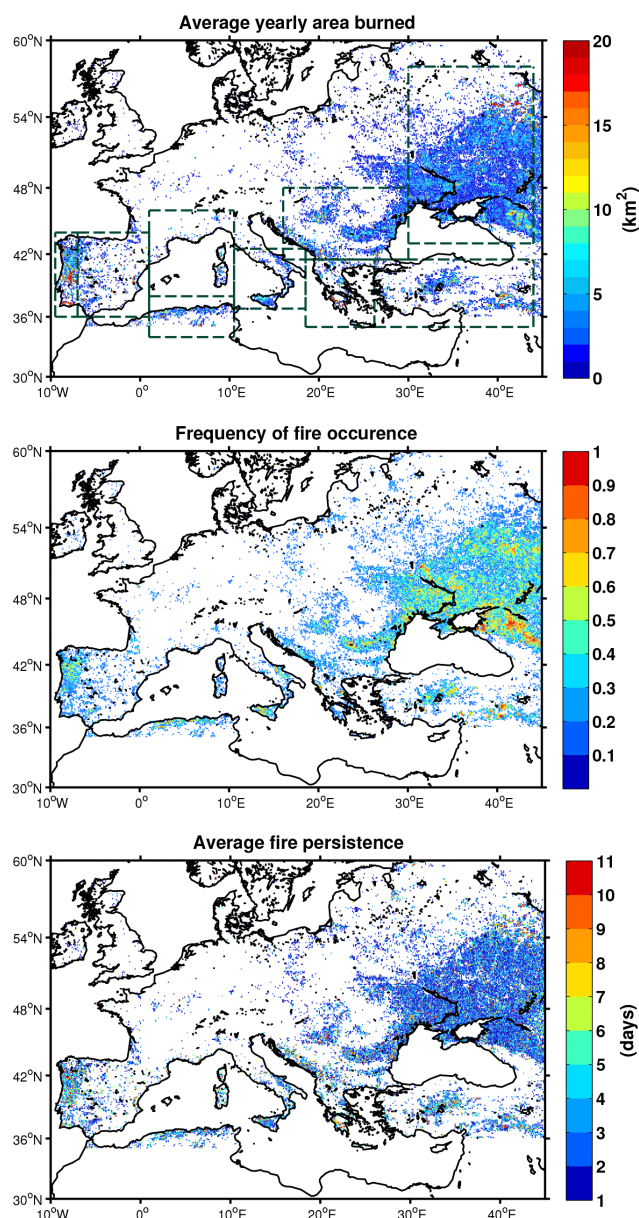 Average yearly area burned
60°N
54°N
48°N
42°N
36°N
30°N
10°W
0°
10°E
20°E
30°E
40°E
20
15
10
5
0
(km²)
Frequency of fire occurence
60°N
54°N
48°N
42°N
36°N
30°N
10°W
0°
10°E
20°E
30°E
40°E
1
0.9
0.8
0.7
0.6
0.5
0.4
0.3
0.2
0.1
Average fire persistence
60°N
54°N
48°N
42°N
36°N
30°N
10°W
0°
10°E
20°E
30°E
40°E
11
10
9
8
7
6
5
4
3
2
1
(days)